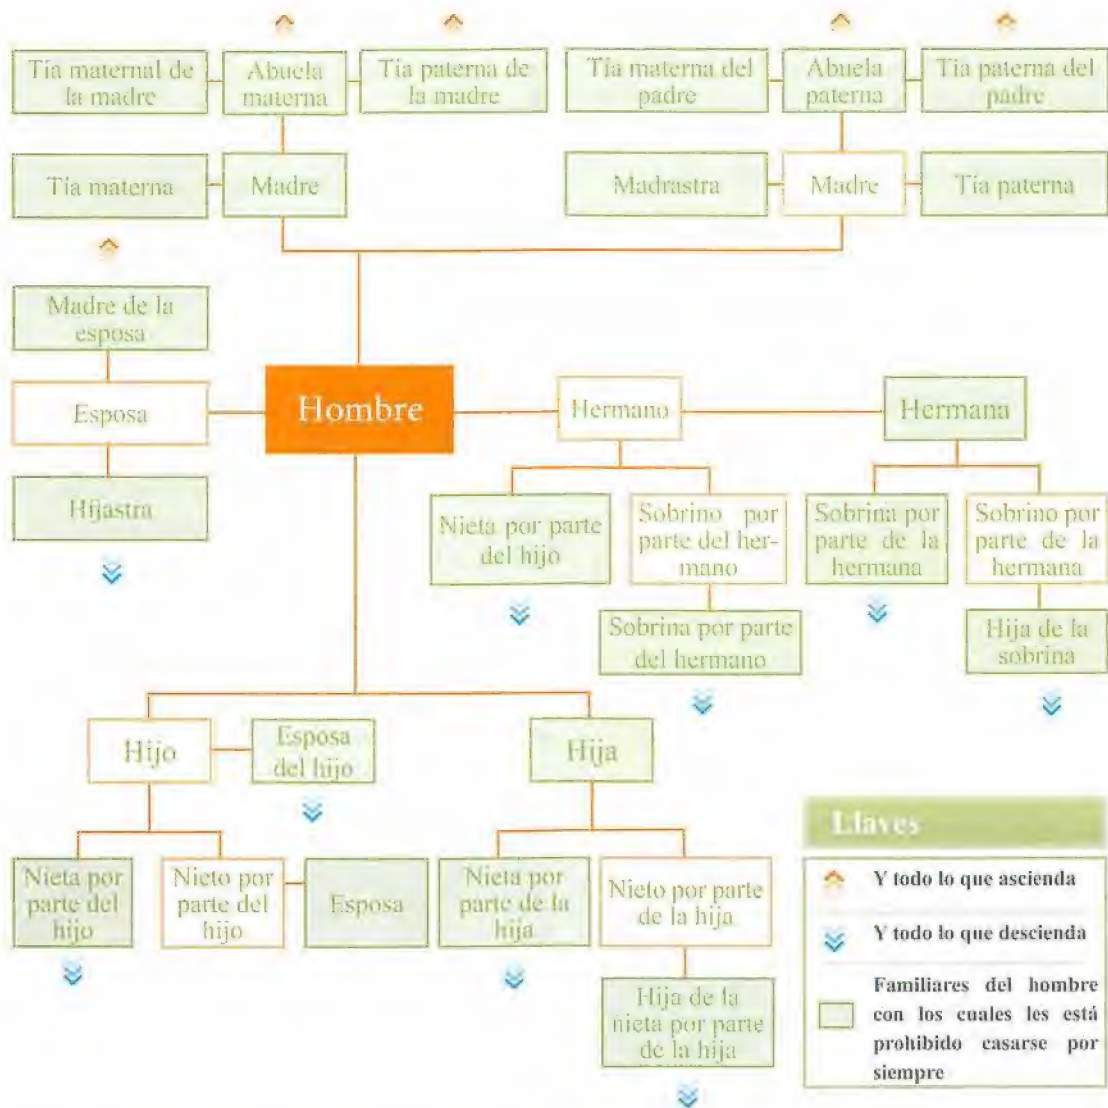 Tía maternal de
la madre
Abuela
materna
Tía paterna de
la madre
Tía materna del
padre
Abuela
paterna
Tía paterna del
padre
Tía materna
Madre
Madrastra
Madre
Tía paterna
Madre de la
esposa
Esposa
Hijastra
Hombre
Hermano
Hermana
Nieta por parte
del hijo
Sobrino por
parte del her-
mano
Sobrina por
parte de la
hermana
Sobrino por
parte de la
hermana
Sobrina por parte
del hermano
Hija de la
sobrina
Hijo
Esposa
del hijo
Hija
Nieta por
parte del
hijo
Nieto por
parte del
hijo
Esposa
Nieta por
parte de la
hija
Nieto por parte
de la hija
Hija de la
nieta por parte
de la hija
Llaves
Y todo lo que ascienda
Y todo lo que descienda
Familiares del hombre
con los cuales les está
prohibido casarse por
siempre